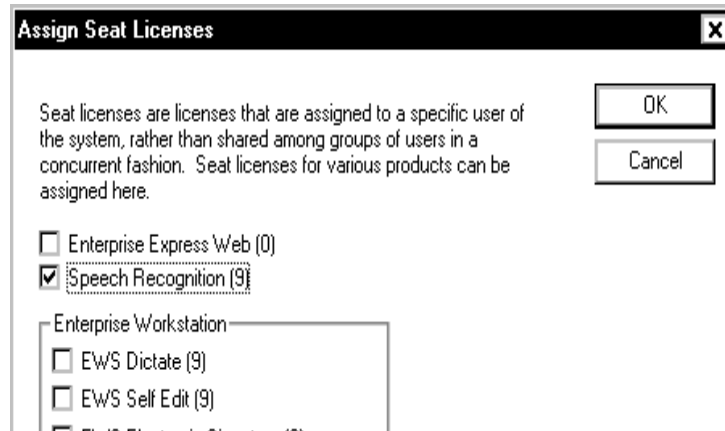 Assign Seat Licenses
Seat licenses are licenses that are assigned to a specific user of
the system, rather than shared among groups of users in a
concurrent fashion. Seat licenses for various products can be
assigned here.
OK
Cancel
Enterprise Express Web (0)
Speech Recognition (9)
Enterprise Workstation
EWS Dictate (9)
EWS Self Edit (9)